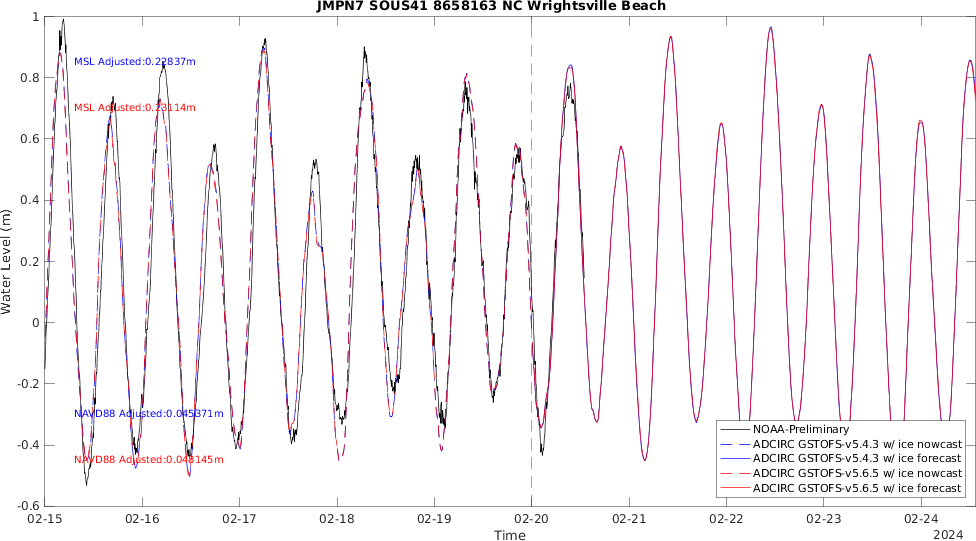 JMPN7 SOUS41 8658163 NC Wrightsville Beach
1
0.8
0.6
0.4
0.2
0
-0.2
-0.4
-0.6
Water Level (m)
MSL Adjusted:0.22837m
MSL Adjusted:0.23114m
NAVD88 Adjusted:0.045371m
NAVD88 Adjusted:0.048145m
NOAA-Preliminary
ADCIRC GSTOFS-v5.4.3 w/ ice nowcast
ADCIRC GSTOFS-v5.4.3 w/ ice forecast
ADCIRC GSTOFS-v5.6.5 w/ ice nowcast
ADCIRC GSTOFS-v5.6.5 w/ ice forecast
02-15 02-16 02-17 02-18 02-19 02-20 02-21 02-22 02-23 02-24
Time
2024